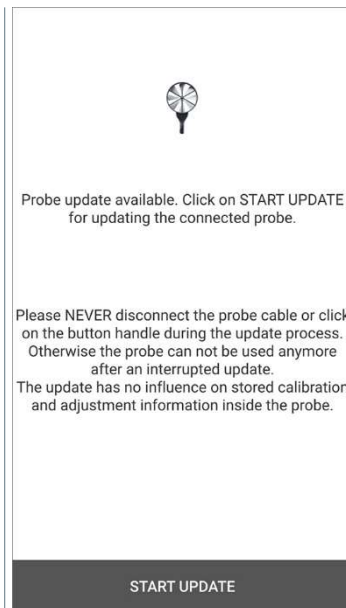 Probe update available. Click on START UPDATE
for updating the connected probe.
Please NEVER disconnect the probe cable or click
on the button handle during the update process.
Otherwise the probe can not be used anymore
after an interrupted update.
The update has no influence on stored calibration
and adjustment information inside the probe.
START UPDATE